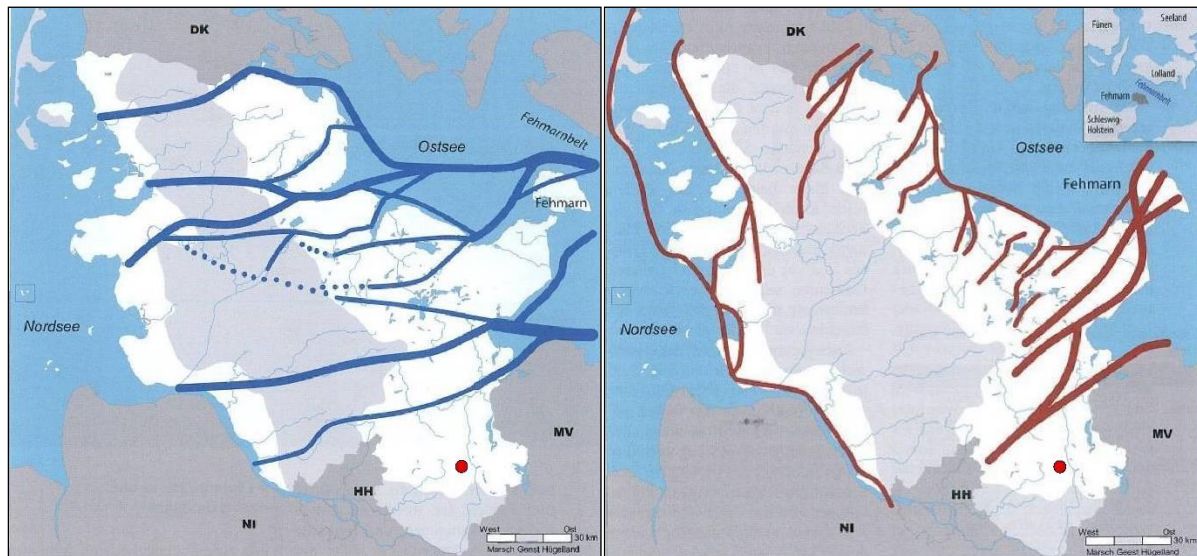 DK
Fehmarnbelt
Ostsee
Fehmarn
Nordsee
MV
HH
NI
West Ost
30 km
Marsch Geest Hügelland
DK
Fünen
Seeland
Lolland
Fehmarnbelt
Fehmarn
Schleswig-
Holstein
Ostsee
Fehmarn
Nordsee
MV
HH
NI
West Ost
30 km
Marsch Geest Hügelland